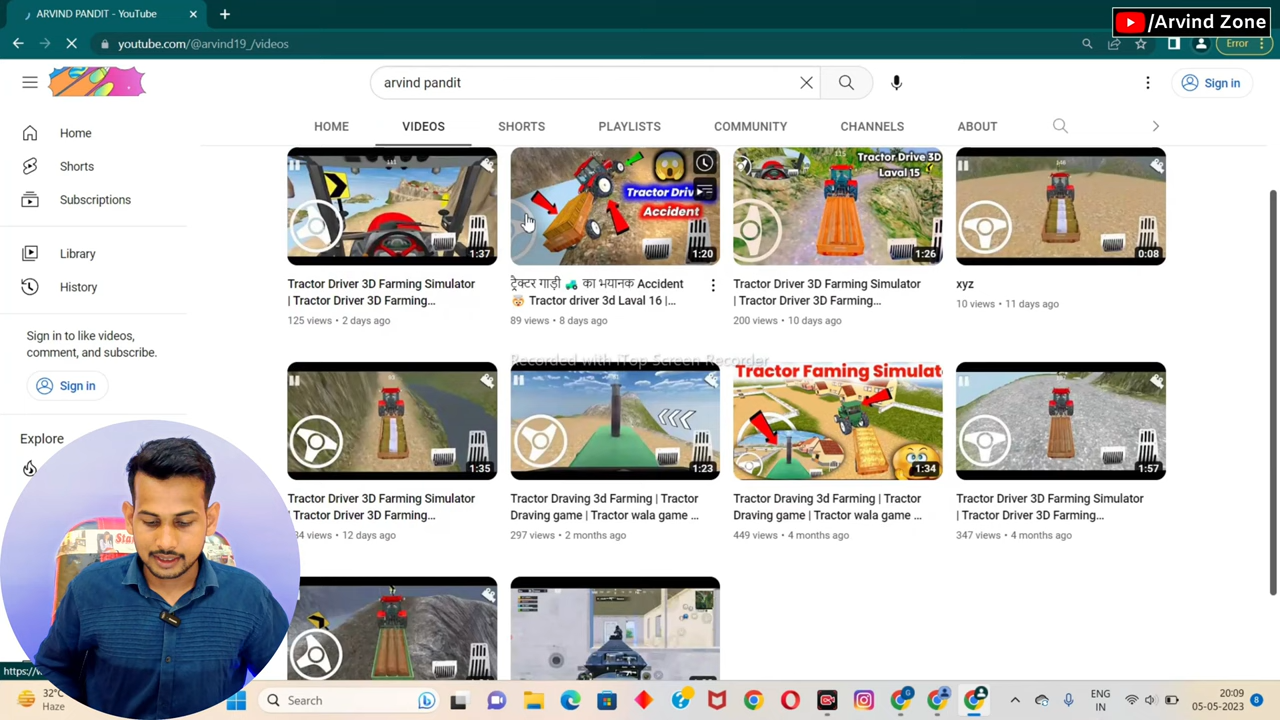 ARVIND PANDIT - YouTube
/Arvind Zone
youtube.com/@arvind19_/videos
Error
arvind pandit
Sign in
HOME
VIDEOS
SHORTS
PLAYLISTS
COMMUNITY
CHANNELS
ABOUT
Home
Shorts
Subscriptions
Library
History
Sign in to like videos,
comment, and subscribe.
Sign in
Explore
1:37
Tractor Driver 3D Farming Simulator
| Tractor Driver 3D Farming...
125 views • 2 days ago
Tractor Driv
Accident
1:20
ट्रैक्टर गाड़ी 🚜 का भयानक Accident
🤯 Tractor driver 3d Laval 16 |...
89 views • 8 days ago
Tractor Drive 3D
Laval 15
1:26
Tractor Driver 3D Farming Simulator
| Tractor Driver 3D Farming...
200 views • 10 days ago
0:08
xyz
10 views • 11 days ago
Recorded with iTop Screen Recorder
1:35
Tractor Driver 3D Farming Simulator
| Tractor Driver 3D Farming...
views • 12 days ago
1:23
Tractor Draving 3d Farming | Tractor
Draving game | Tractor wala game ...
297 views • 2 months ago
Tractor Faming Simulat
1:34
Tractor Draving 3d Farming | Tractor
Draving game | Tractor wala game ...
449 views • 4 months ago
1:57
Tractor Driver 3D Farming Simulator
| Tractor Driver 3D Farming...
347 views • 4 months ago
32°C
Haze
Search
ENG
IN
20:09
05-05-2023
8